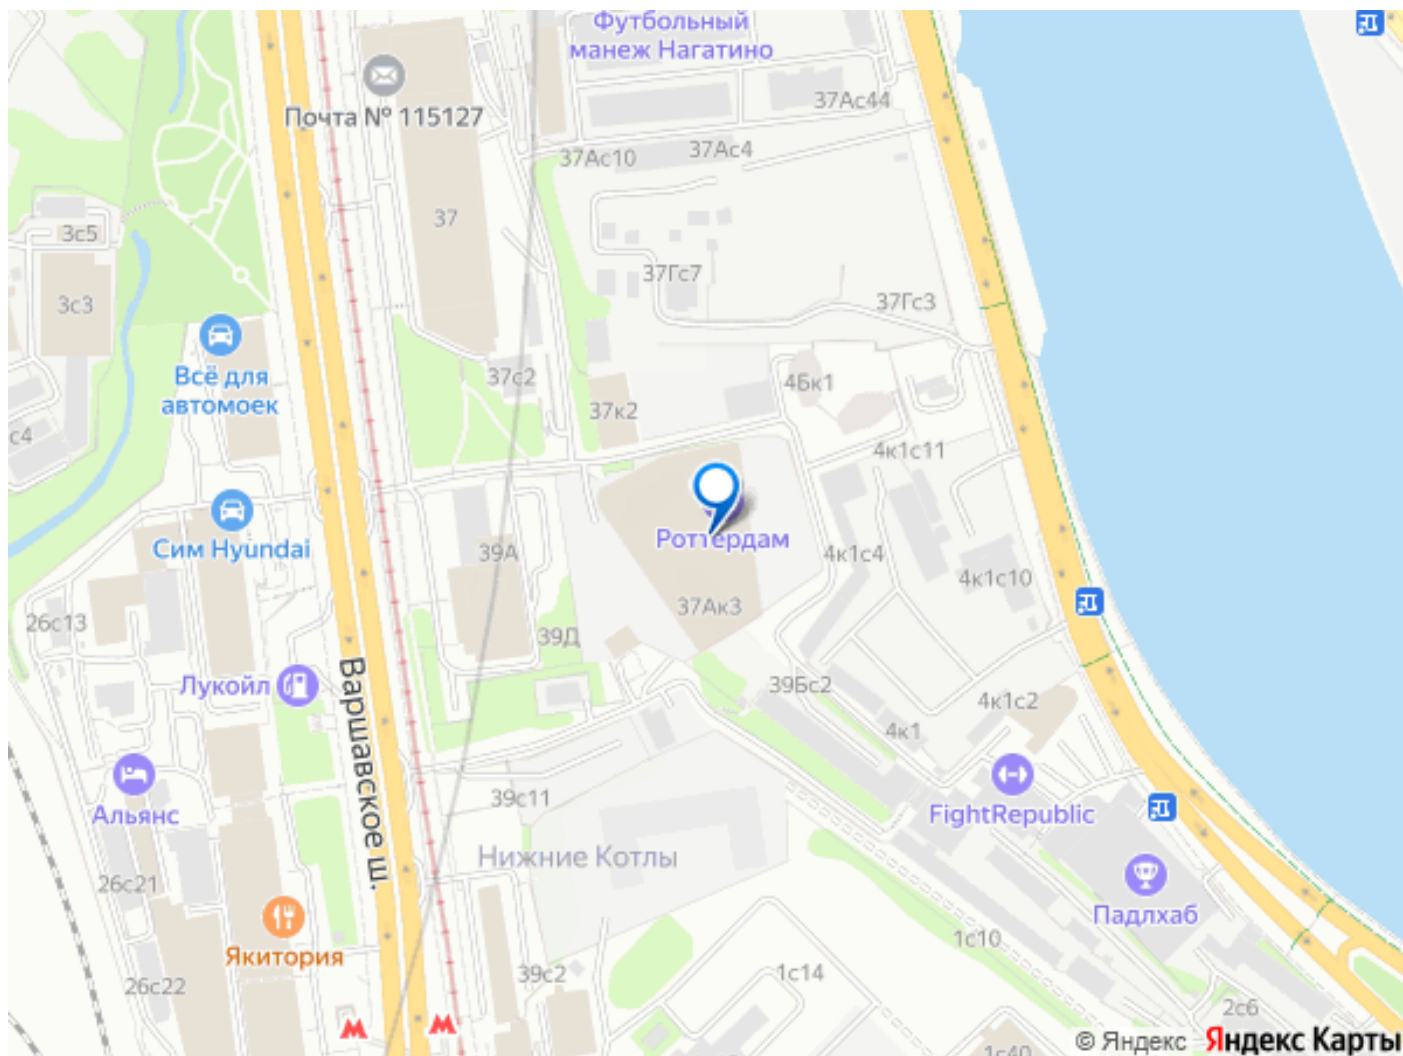 Футбольный
манеж Нагатино
Почта № 115127
37Ас44
37Ас10
37Ас4
37
3с5
37Гс7
3с3
37Гс3
Всё для
автомоек
37с2
4Бк1
37к2
с4
4к1с11
Сим Hyundai
Роттердам
39А
4к1с4
4к1с10
37Ак3
26с13
39Д
Лукойл
39Бс2
4к1с2
4к1
Варшавское ш.
Альянс
39с11
FightRepublic
Нижние Котлы
26с21
Падлхаб
Якитория
1с10
39с2
1с14
26с22
2с6
1с40
© Яндекс Яндекс Карты